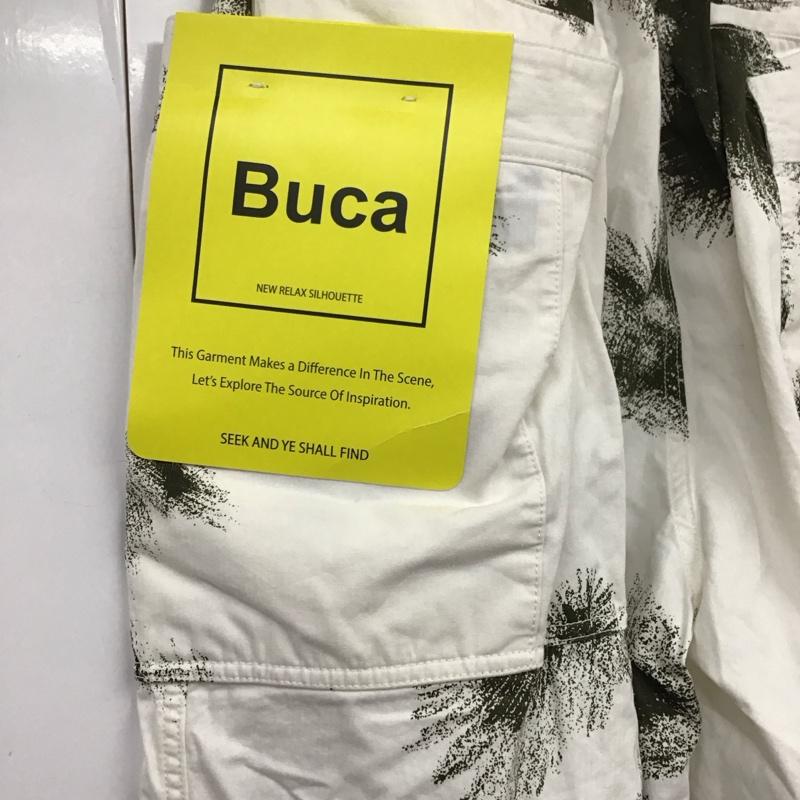 Buca
NEW RELAX SILHOUETTE
This Garment Makes a Difference In The Scene,
Let's Explore The Source Of Inspiration.
SEEK AND YE SHALL FIND